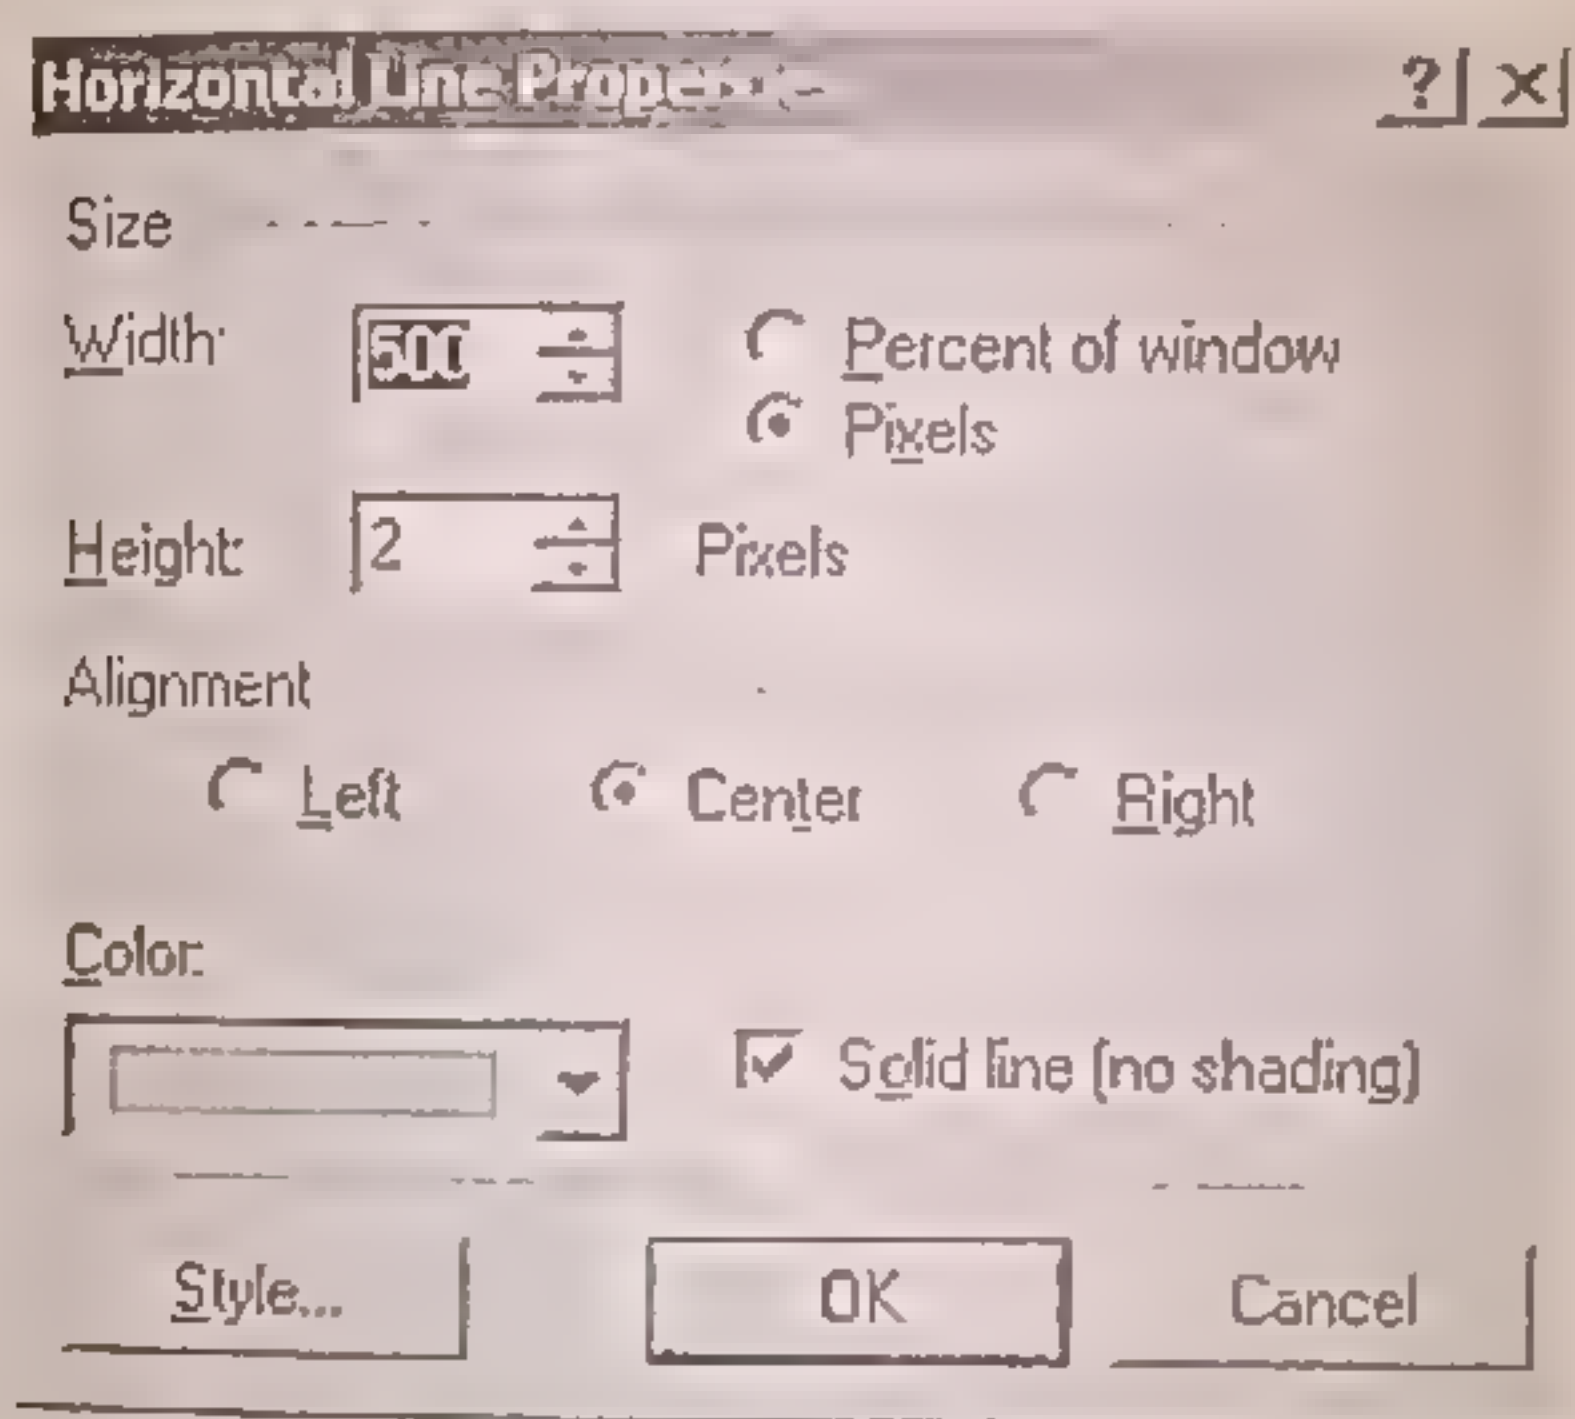 Horizontal Line ? X
Size
Width: 500 Percent of window
Pixels
Height: 2 Pixels
Alignment
Left Center Right
Color:
Solid line (no shading)
Style... OK Cancel